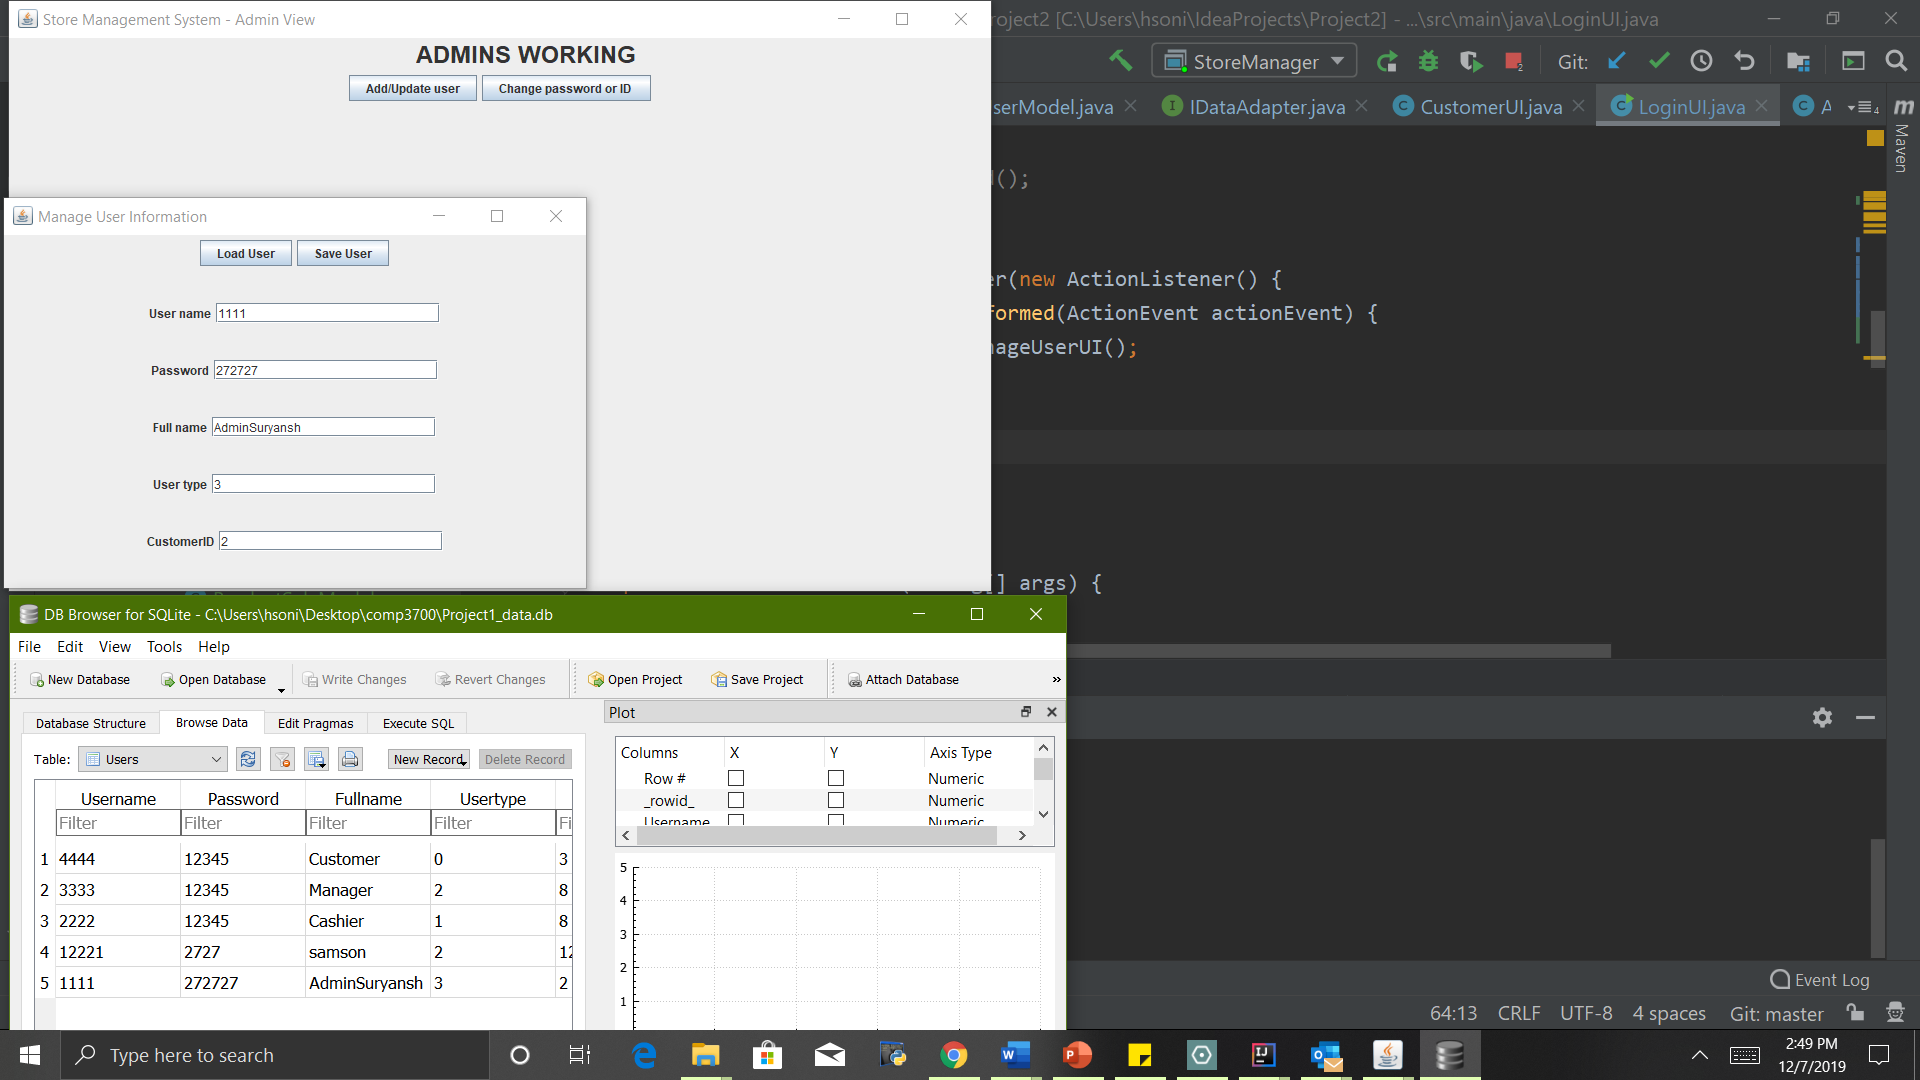 Store Management System - Admin View
ADMINS WORKING
Add/Update user
Change password or ID
Manage User Information
Load User
Save User
User name 1111
Password 272727
Full name AdminSuryansh
User type 3
CustomerID 2
roject2 [C:\Users\hsoni\IdeaProjects\Project2] - ...\src\main\java\LoginUI.java
StoreManager
Git:
serModel.java
IDataAdapter.java
CustomerUI.java
LoginUI.java
A
Maven
();
er(new ActionListener() {
formed(ActionEvent actionEvent) {
nageUserUI();
[] args) {
DB Browser for SQLite - C:\Users\hsoni\Desktop\comp3700\Project1_data.db
File Edit View Tools Help
New Database Open Database Write Changes Revert Changes Open Project Save Project Attach Database »
Database Structure Browse Data Edit Pragmas Execute SQL
Table: Users New Record Delete Record
Username Password Fullname Usertype
Filter Filter Filter Filter Fi
1 4444 12345 Customer 0 3
2 3333 12345 Manager 2 8
3 2222 12345 Cashier 1 8
4 12221 2727 samson 2 12
5 1111 272727 AdminSuryansh 3 2
Plot
Columns X Y Axis Type
Row # Numeric
_rowid_ Numeric
Username Numeric
5
4
3
2
1
Event Log
64:13 CRLF UTF-8 4 spaces Git: master
Type here to search
2:49 PM
12/7/2019